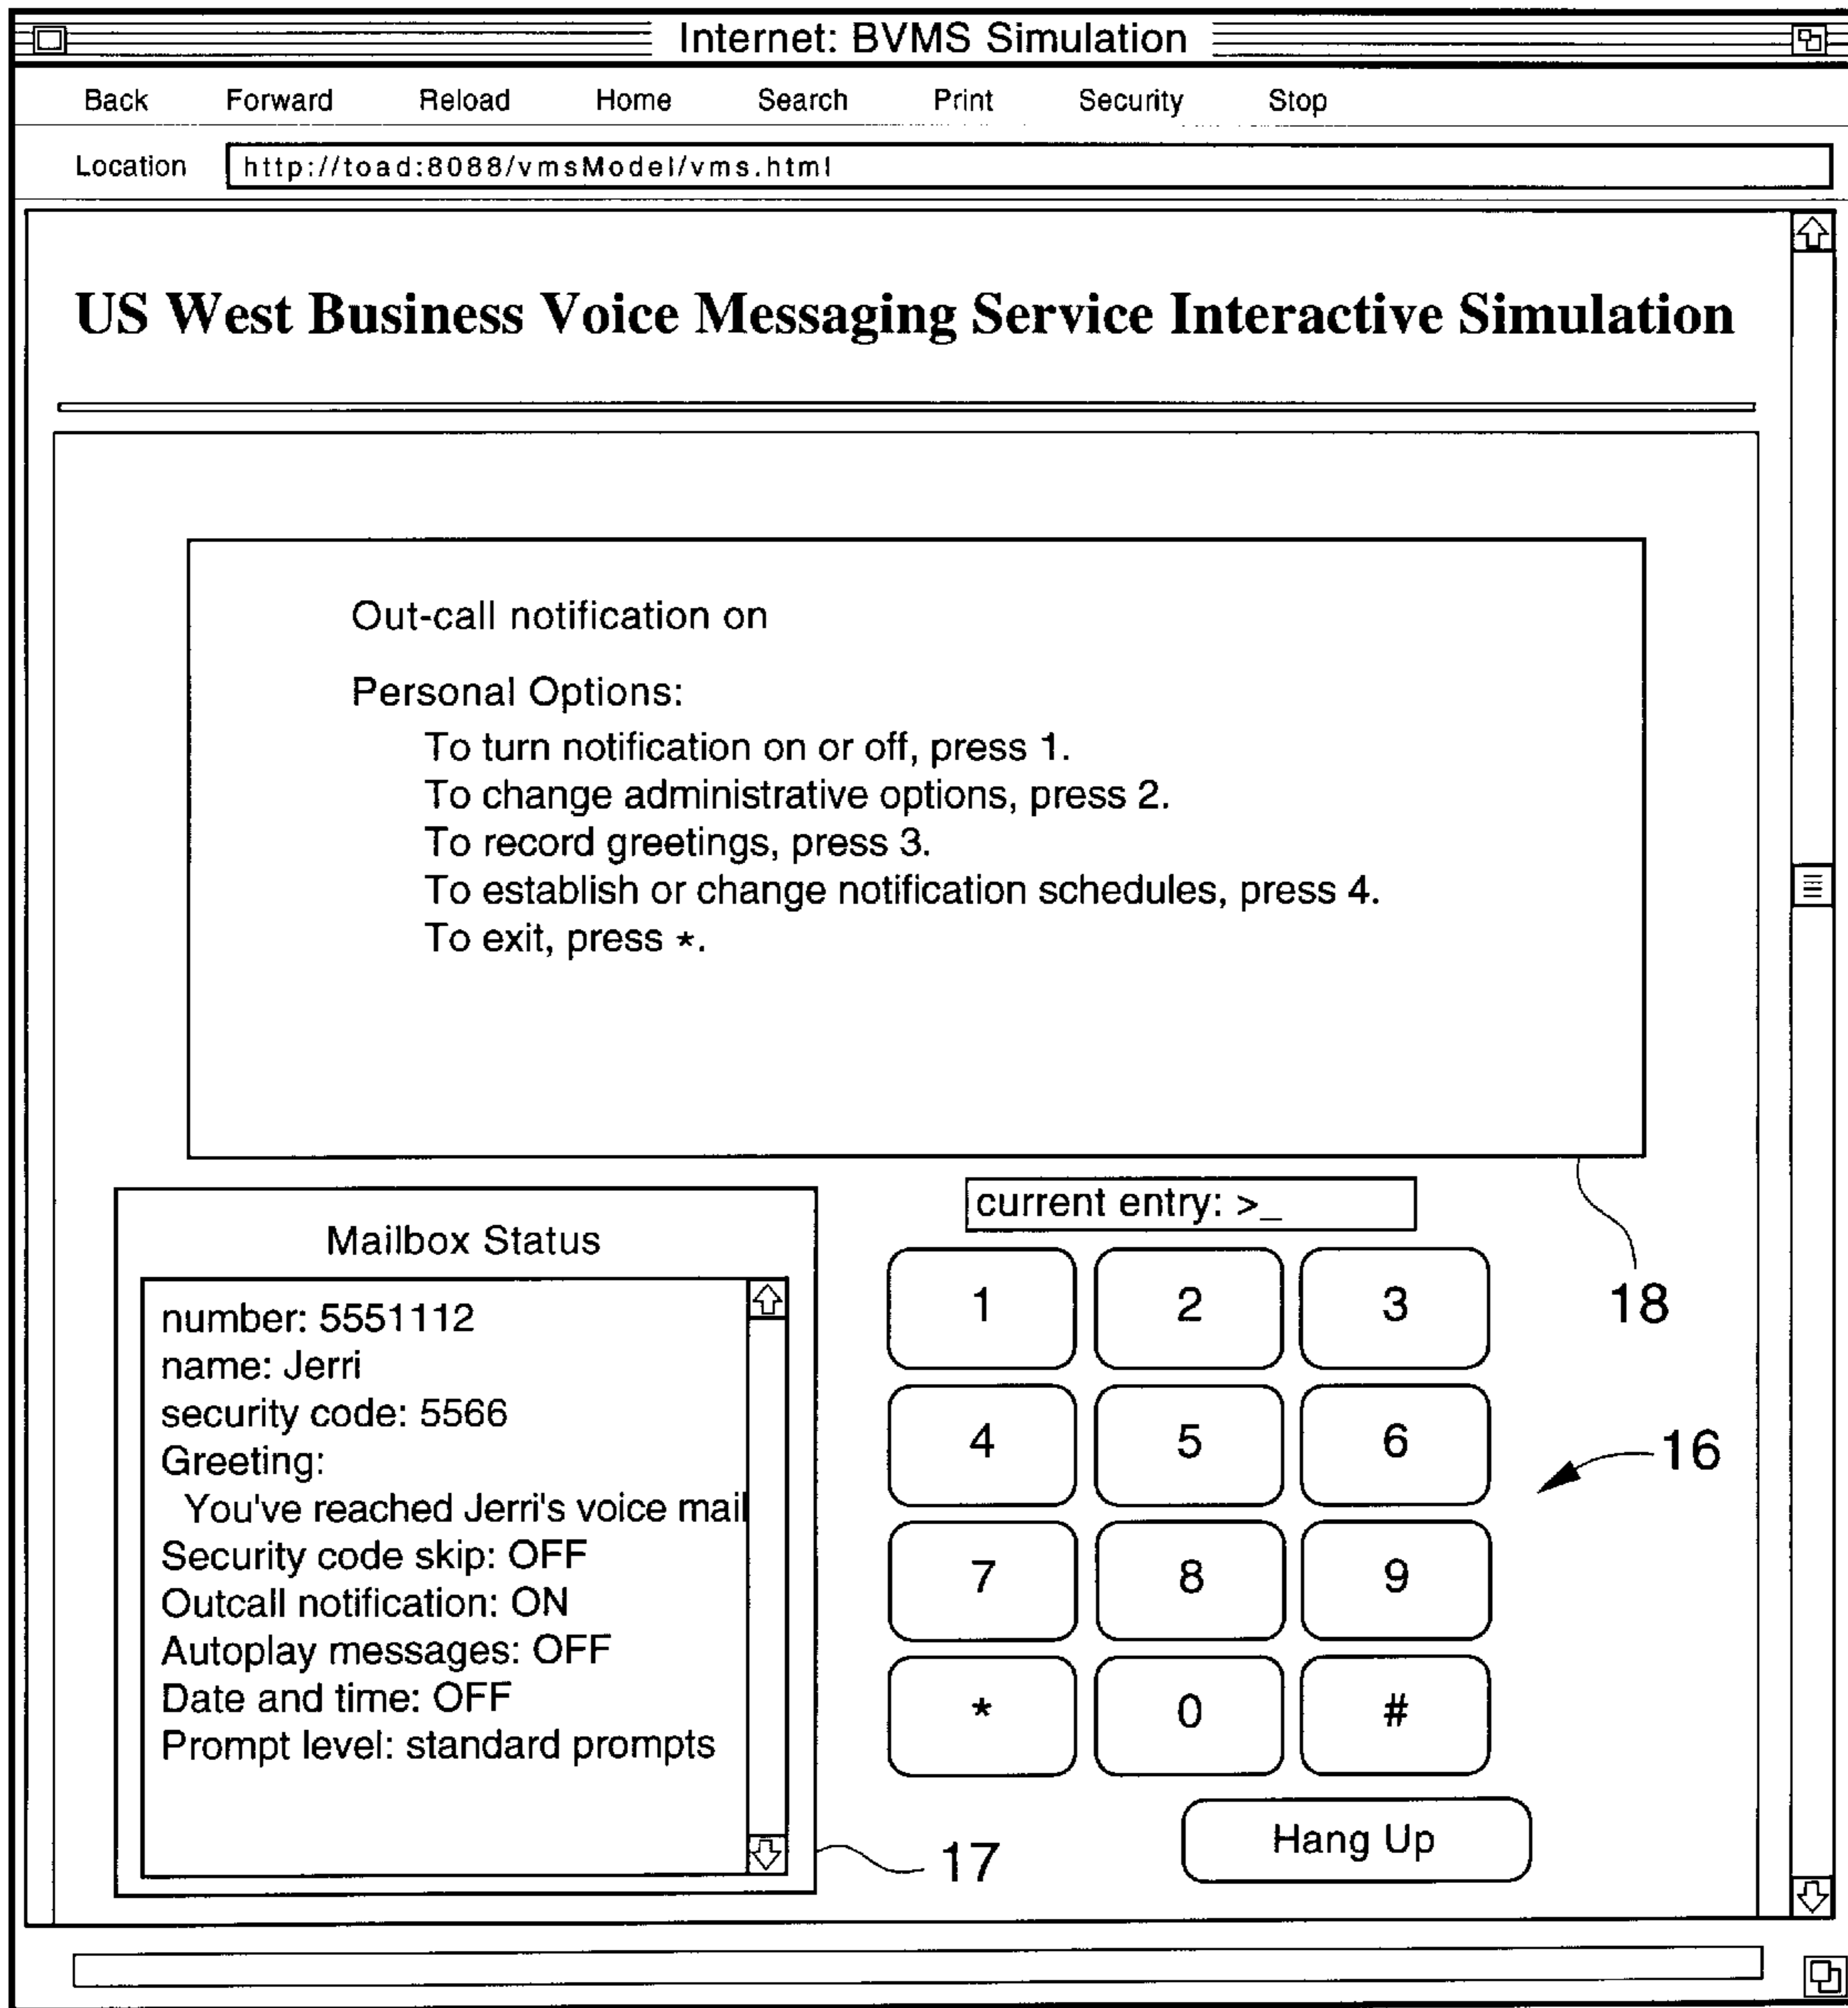 Internet: BVMS Simulation
Back Forward Reload Home Search Print Security Stop
Location http://toad:8088/vmsModel/vms.html
US West Business Voice Messaging Service Interactive Simulation
Out-call notification on
Personal Options:
To turn notification on or off, press 1.
To change administrative options, press 2.
To record greetings, press 3.
To establish or change notification schedules, press 4.
To exit, press *.
18
Mailbox Status
number: 5551112
name: Jerri
security code: 5566
Greeting:
You've reached Jerri's voice mail
Security code skip: OFF
Outcall notification: ON
Autoplay messages: OFF
Date and time: OFF
Prompt level: standard prompts
17
current entry: >_
1 2 3
4 5 6
7 8 9
* 0 #
16
Hang Up